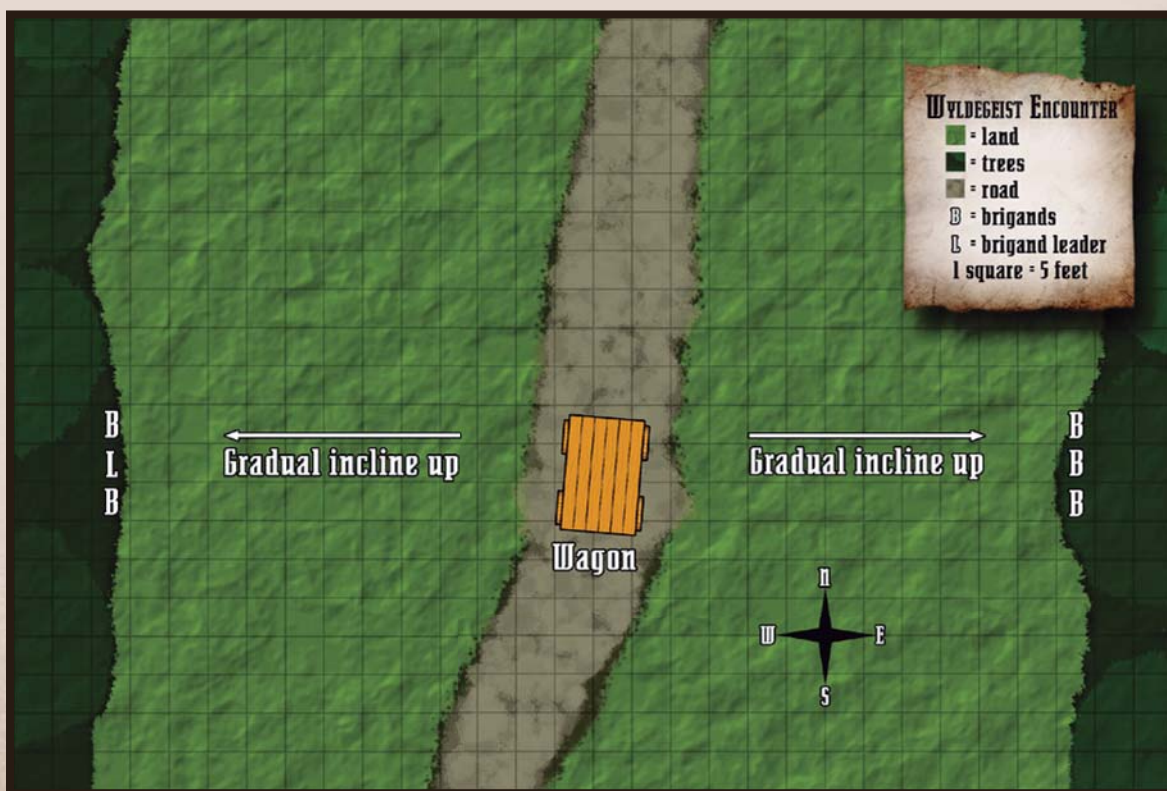 Wyldegeist Encounter
= land
= trees
= road
B = brigands
L = brigand leader
1 square = 5 feet
B
L
B
Gradual incline up
Gradual incline up
B
B
B
Wagon
N
W
E
S